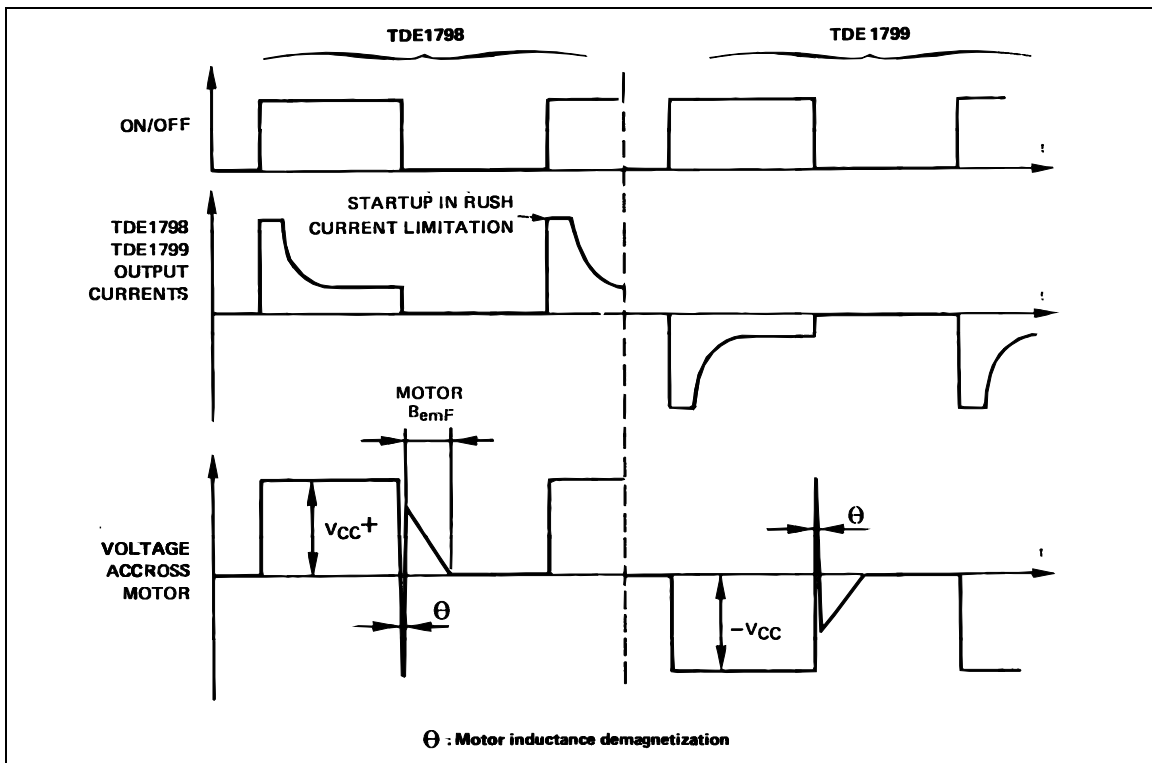 TDE1798
TDE 1799
ON/OFF
STARTUP IN RUSH
CURRENT LIMITATION
TDE1798
TDE1799
OUTPUT
CURRENTS
MOTOR
BemF
VCC+
θ
θ
-VCC
VOLTAGE
ACCROSS
MOTOR
t
θ : Motor inductance demagnetization